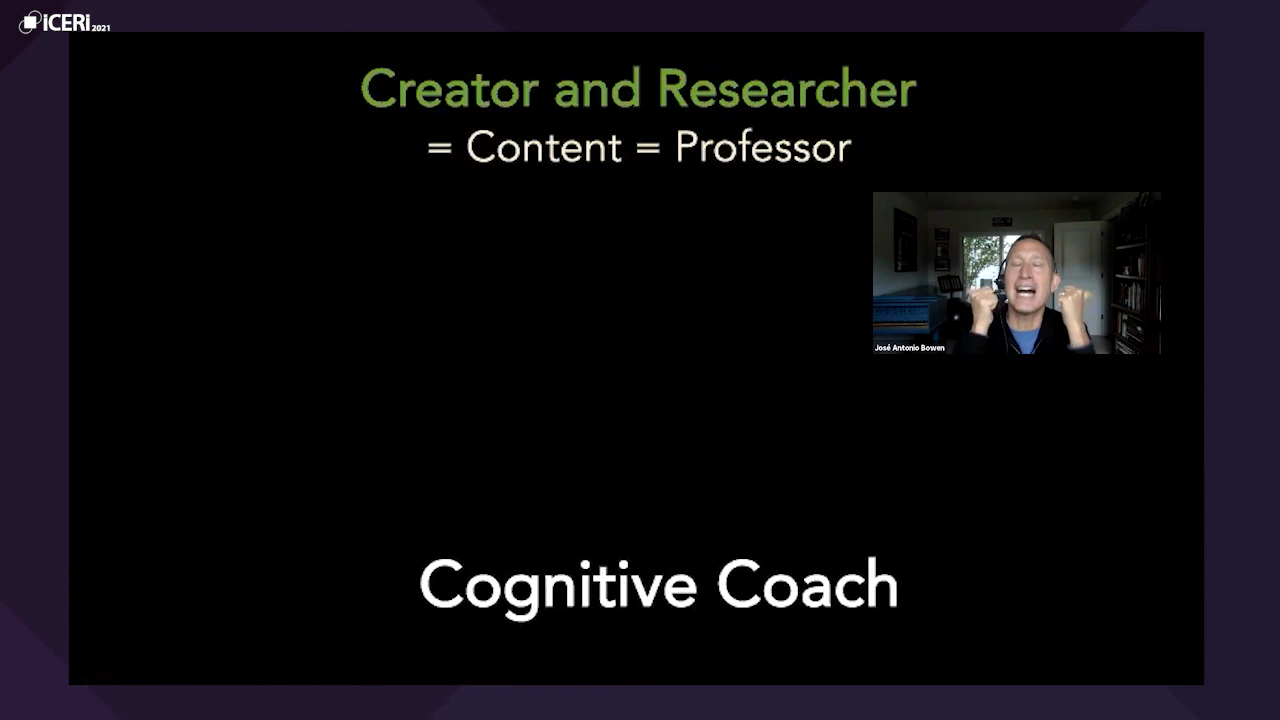 iCERi 2021
Creator and Researcher
= Content = Professor
José Antonio Bowen
Cognitive Coach